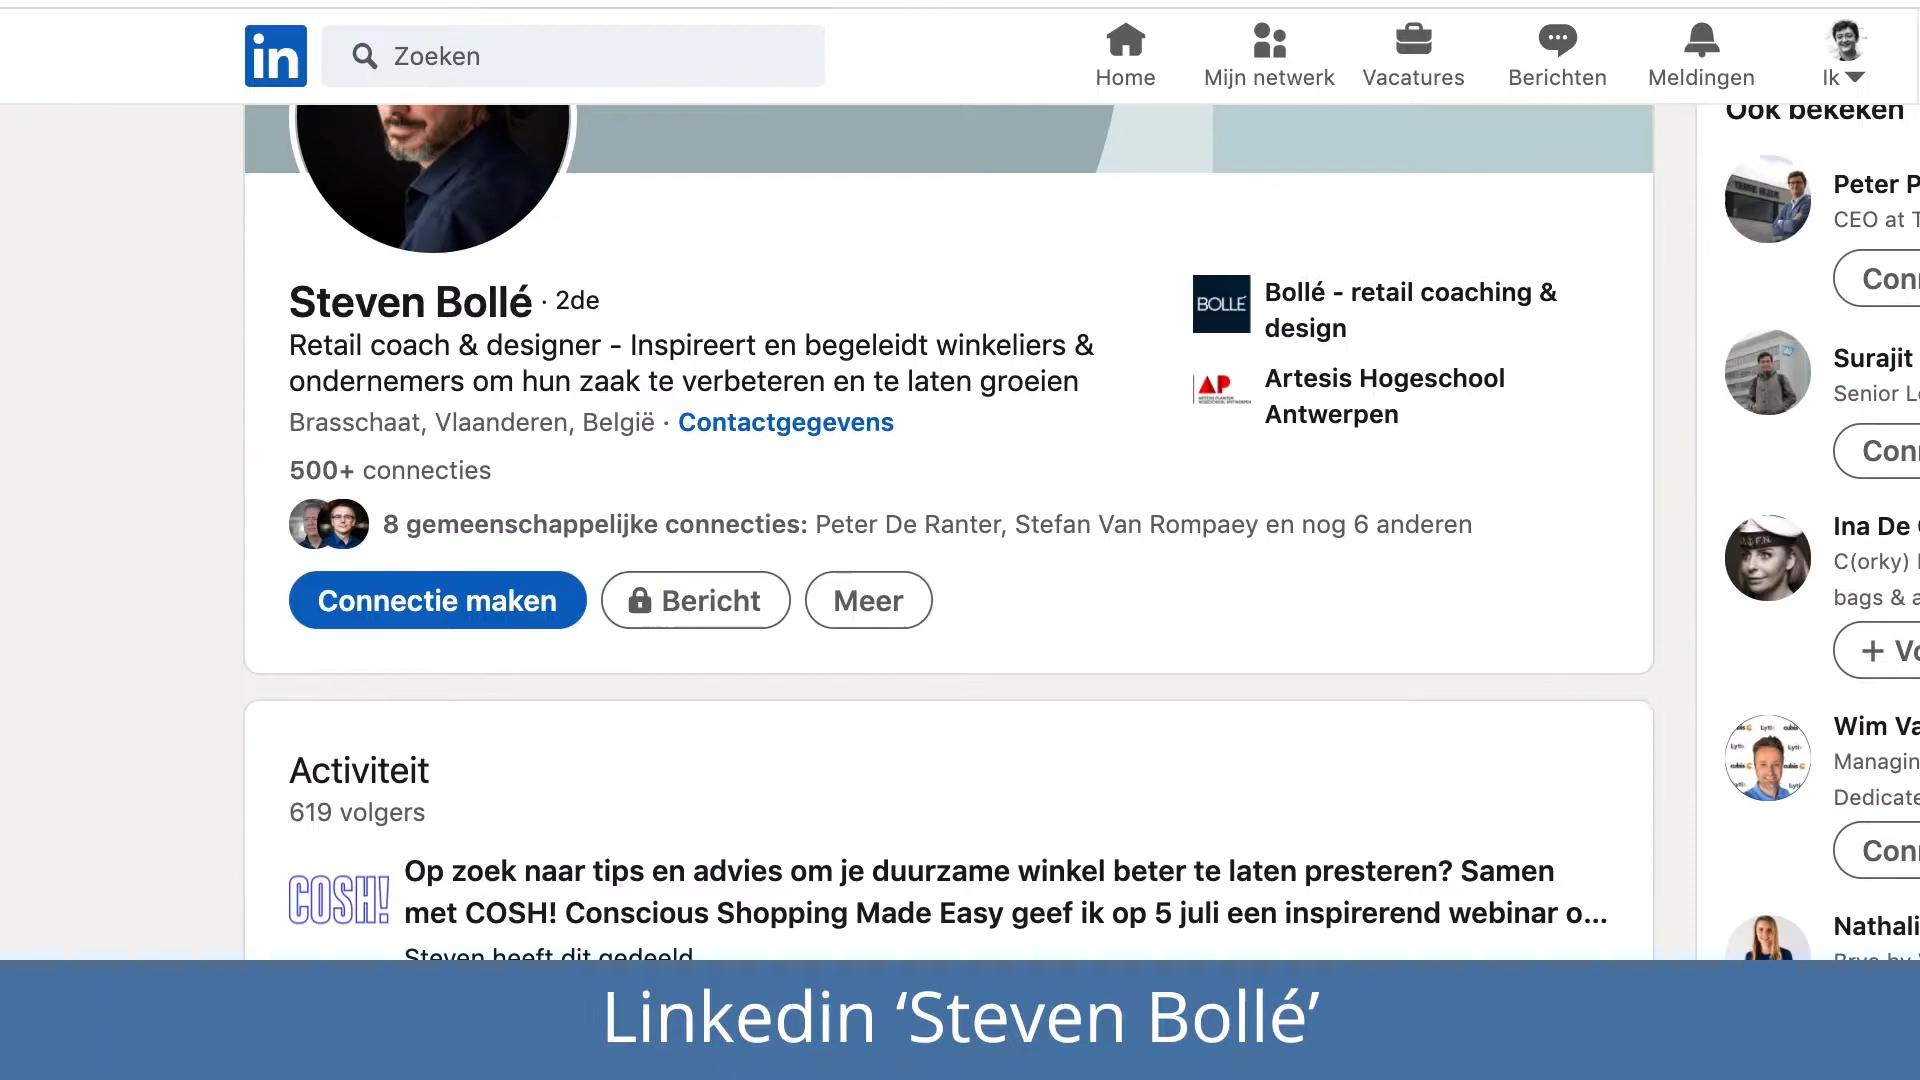 in
Zoeken
Home
Mijn netwerk
Vacatures
Berichten
Meldingen
Ik
Steven Bollé · 2de
Retail coach & designer - Inspireert en begeleidt winkeliers &
ondernemers om hun zaak te verbeteren en te laten groeien
Brasschaat, Vlaanderen, België · Contactgegevens
500+ connecties
8 gemeenschappelijke connecties: Peter De Ranter, Stefan Van Rompaey en nog 6 anderen
Connectie maken
Bericht
Meer
BOLLÉ
Bollé - retail coaching &
design
AP
Artesis Hogeschool
Antwerpen
Activiteit
619 volgers
COSH!
Op zoek naar tips en advies om je duurzame winkel beter te laten presteren? Samen
met COSH! Conscious Shopping Made Easy geef ik op 5 juli een inspirerend webinar o...
Steven heeft dit gedeeld
Ook bekeken
Peter P
CEO at T
Con
Surajit
Senior L
Con
Ina De
C(orky)
bags & a
+ Vo
Wim Va
Managin
Dedicate
Con
Nathali
Linkedin ‘Steven Bollé’